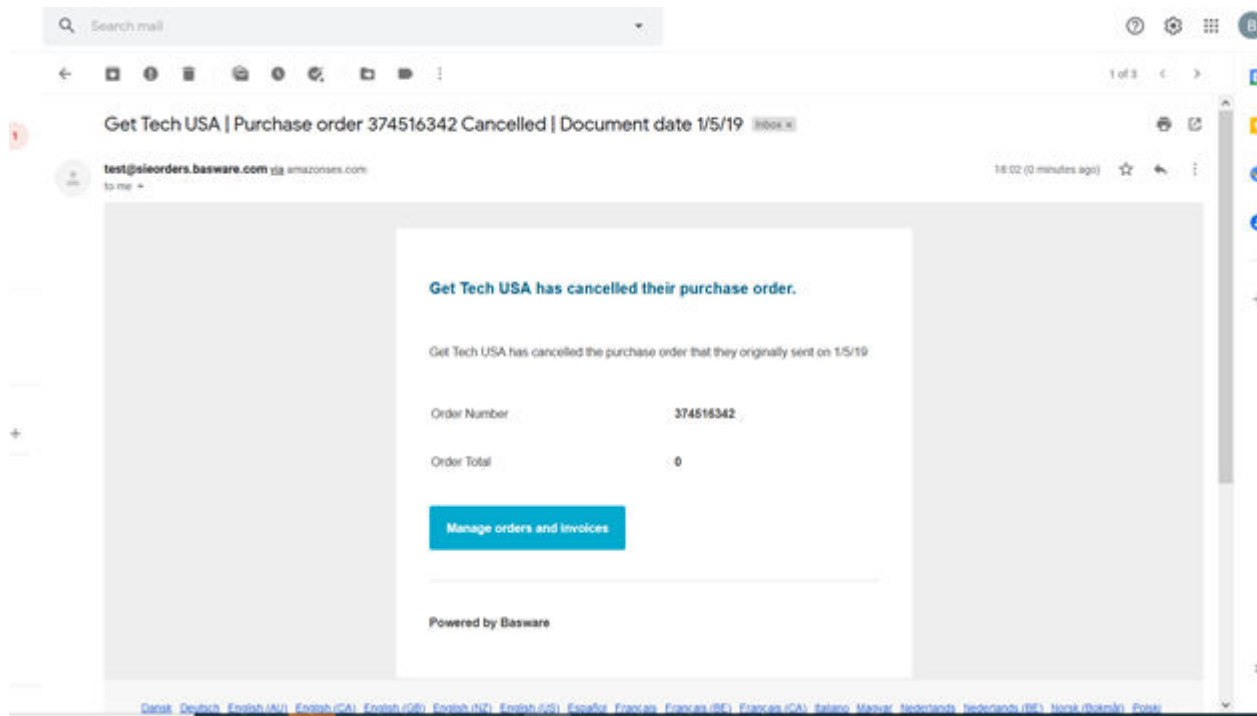 Search mail
B
1 of 3
Get Tech USA | Purchase order 374516342 Cancelled | Document date 1/5/19 Inbox x
1
test@sieorders.basware.com via amazonses.com
18:02 (0 minutes ago)
to me
Get Tech USA has cancelled their purchase order.
Get Tech USA has cancelled the purchase order that they originally sent on 1/5/19
Order Number 374516342
Order Total 0
Manage orders and invoices
Powered by Basware
Dansk Deutsch English (AU) English (CA) English (GB) English (NZ) English (US) Español Français Français (BE) Français (CA) Italiano Magyar Nederlands Nederlands (BE) Norsk (Bokmål) Polski